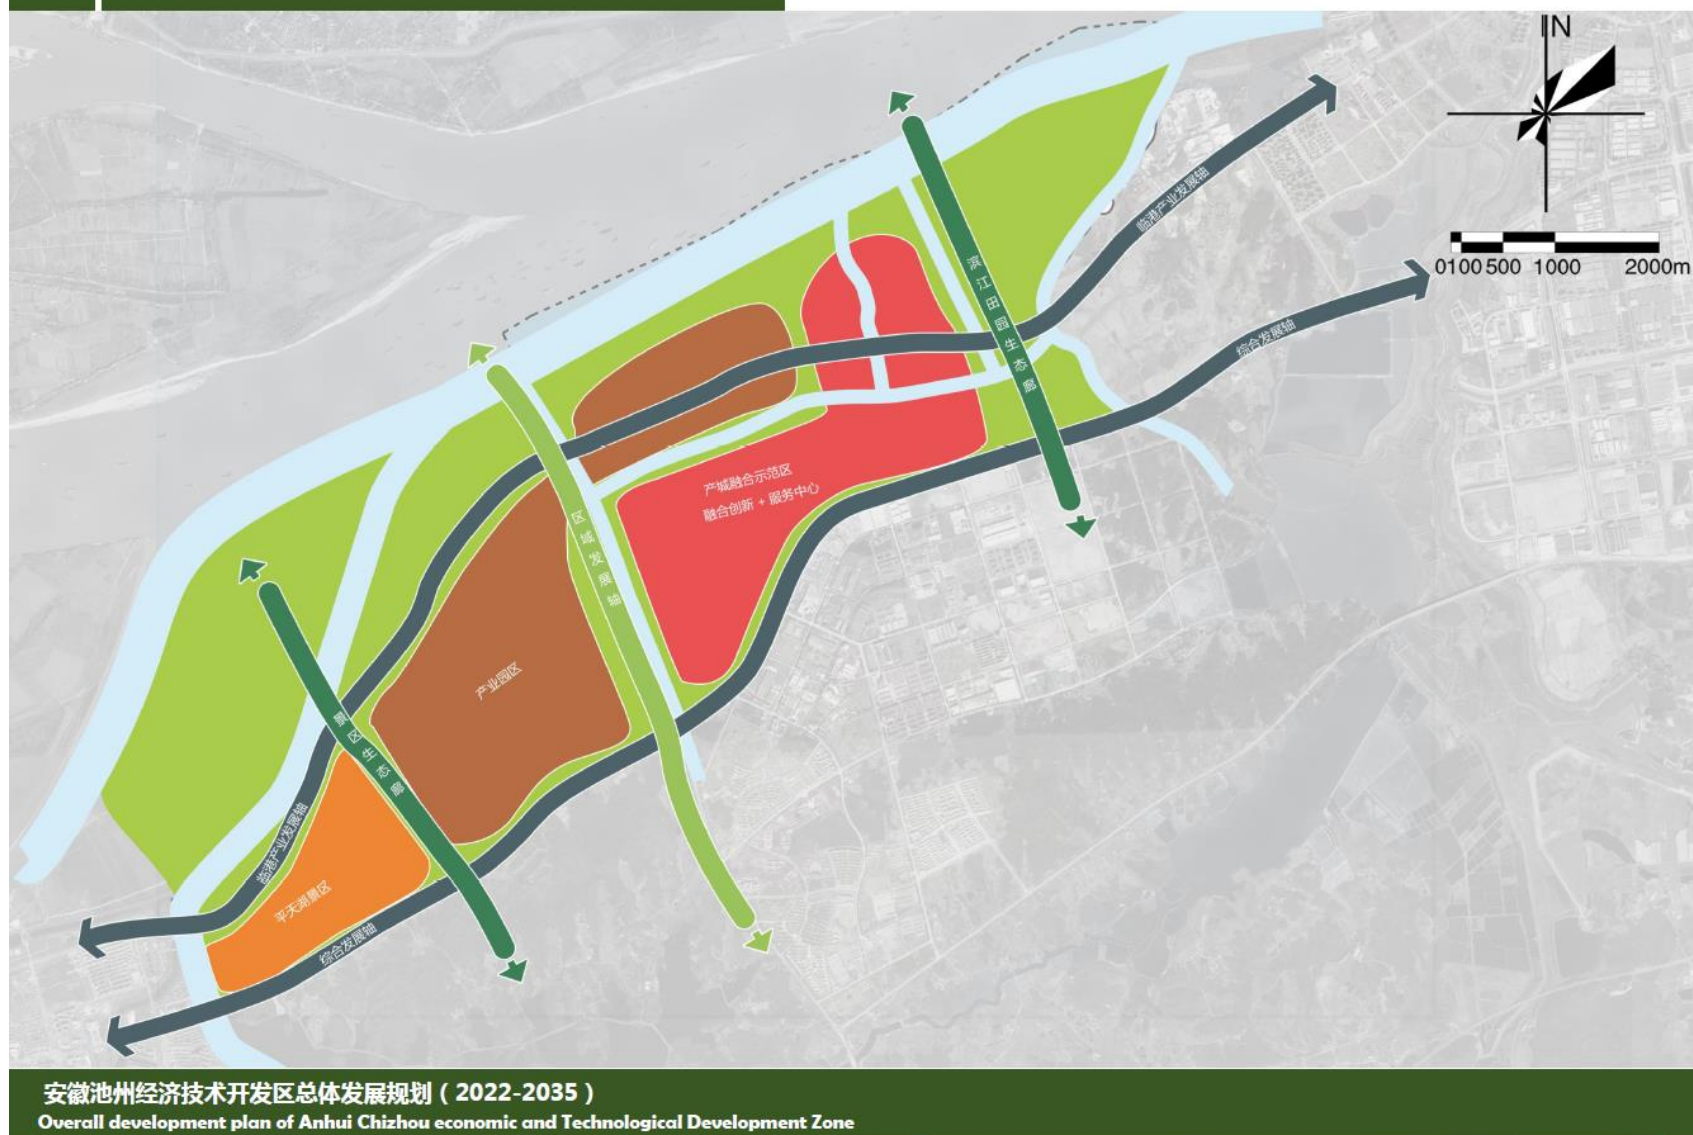 N
0 100 500 1000 2000m
临港产业发展轴
综合发展轴
滨江田园生态廊
产城融合示范区
融合创新 + 服务中心
区域发展轴
产业园区
景区生态廊
临港产业发展轴
平天湖景区
综合发展轴
安徽池州经济技术开发区总体发展规划（2022-2035）
Overall development plan of Anhui Chizhou economic and Technological Development Zone